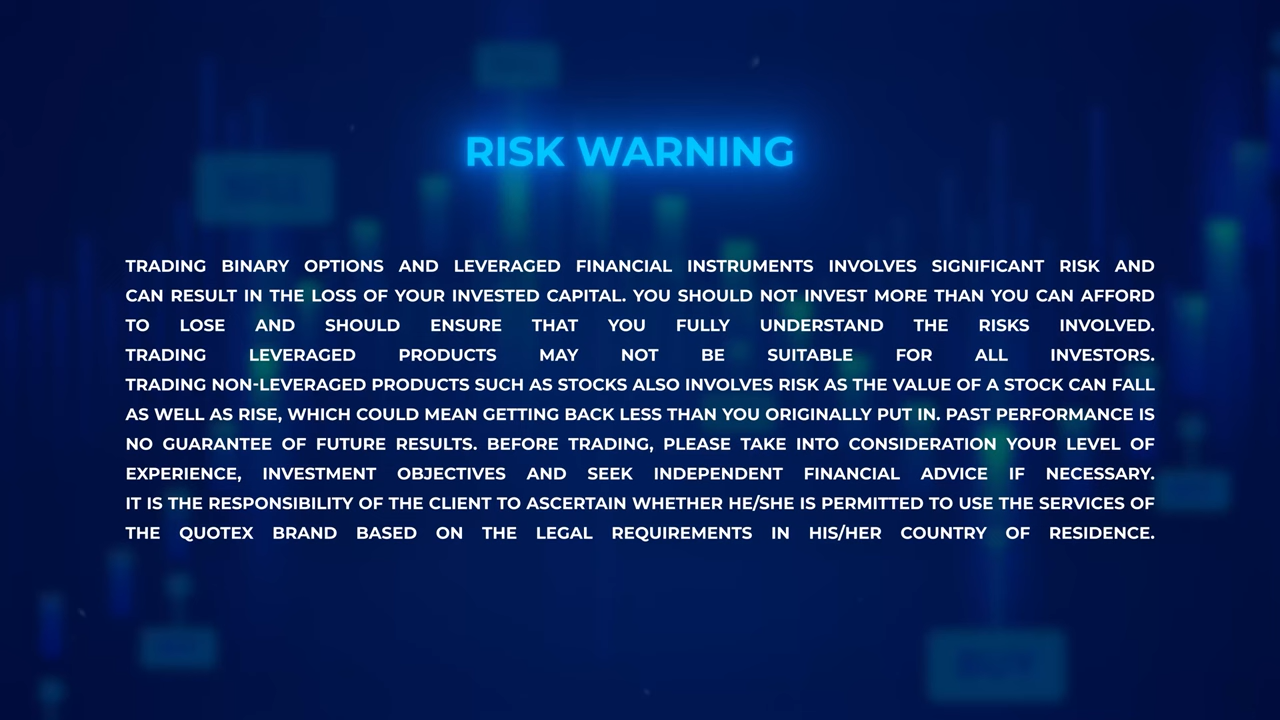 RISK WARNING
TRADING BINARY OPTIONS AND LEVERAGED FINANCIAL INSTRUMENTS INVOLVES SIGNIFICANT RISK AND
CAN RESULT IN THE LOSS OF YOUR INVESTED CAPITAL. YOU SHOULD NOT INVEST MORE THAN YOU CAN AFFORD
TO LOSE AND SHOULD ENSURE THAT YOU FULLY UNDERSTAND THE RISKS INVOLVED.
TRADING LEVERAGED PRODUCTS MAY NOT BE SUITABLE FOR ALL INVESTORS.
TRADING NON-LEVERAGED PRODUCTS SUCH AS STOCKS ALSO INVOLVES RISK AS THE VALUE OF A STOCK CAN FALL
AS WELL AS RISE, WHICH COULD MEAN GETTING BACK LESS THAN YOU ORIGINALLY PUT IN. PAST PERFORMANCE IS
NO GUARANTEE OF FUTURE RESULTS. BEFORE TRADING, PLEASE TAKE INTO CONSIDERATION YOUR LEVEL OF
EXPERIENCE, INVESTMENT OBJECTIVES AND SEEK INDEPENDENT FINANCIAL ADVICE IF NECESSARY.
IT IS THE RESPONSIBILITY OF THE CLIENT TO ASCERTAIN WHETHER HE/SHE IS PERMITTED TO USE THE SERVICES OF
THE QUOTEX BRAND BASED ON THE LEGAL REQUIREMENTS IN HIS/HER COUNTRY OF RESIDENCE.